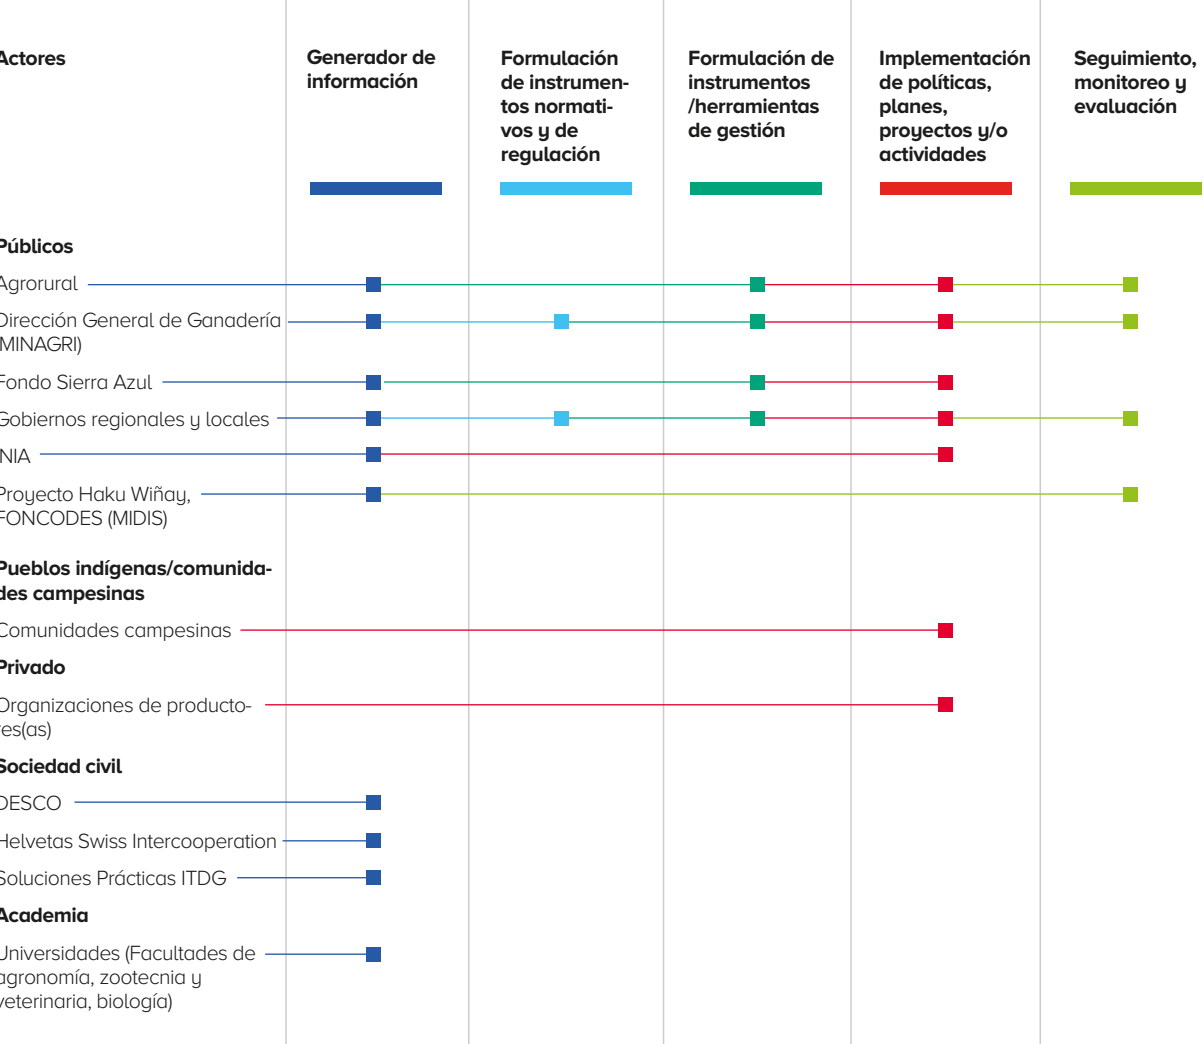 Actores
Generador de
información
Formulación
de instrumen-
tos normati-
vos y de
regulación
Formulación de
instrumentos
/herramientas
de gestión
Implementación
de políticas,
planes,
proyectos y/o
actividades
Seguimiento,
monitoreo y
evaluación
Públicos
Agrorural
Dirección General de Ganadería
(MINAGRI)
Fondo Sierra Azul
Gobiernos regionales y locales
INIA
Proyecto Haku Wiñay,
FONCODES (MIDIS)
Pueblos indígenas/comunida-
des campesinas
Comunidades campesinas
Privado
Organizaciones de producto-
res(as)
Sociedad civil
DESCO
Helvetas Swiss Intercooperation
Soluciones Prácticas ITDG
Academia
Universidades (Facultades de
agronomía, zootecnia y
veterinaria, biología)